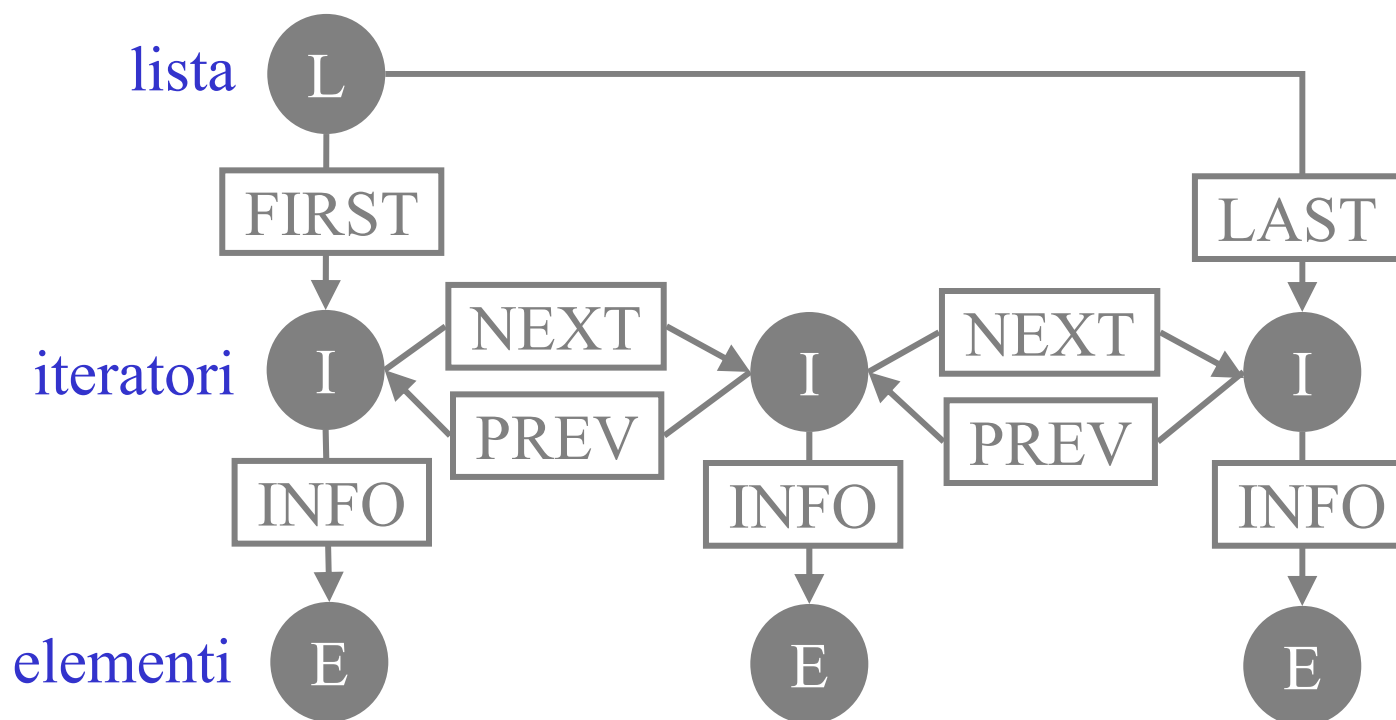 lista L
FIRST LAST
NEXT NEXT
iteratori I I I
PREV PREV
INFO INFO INFO
elementi E E E